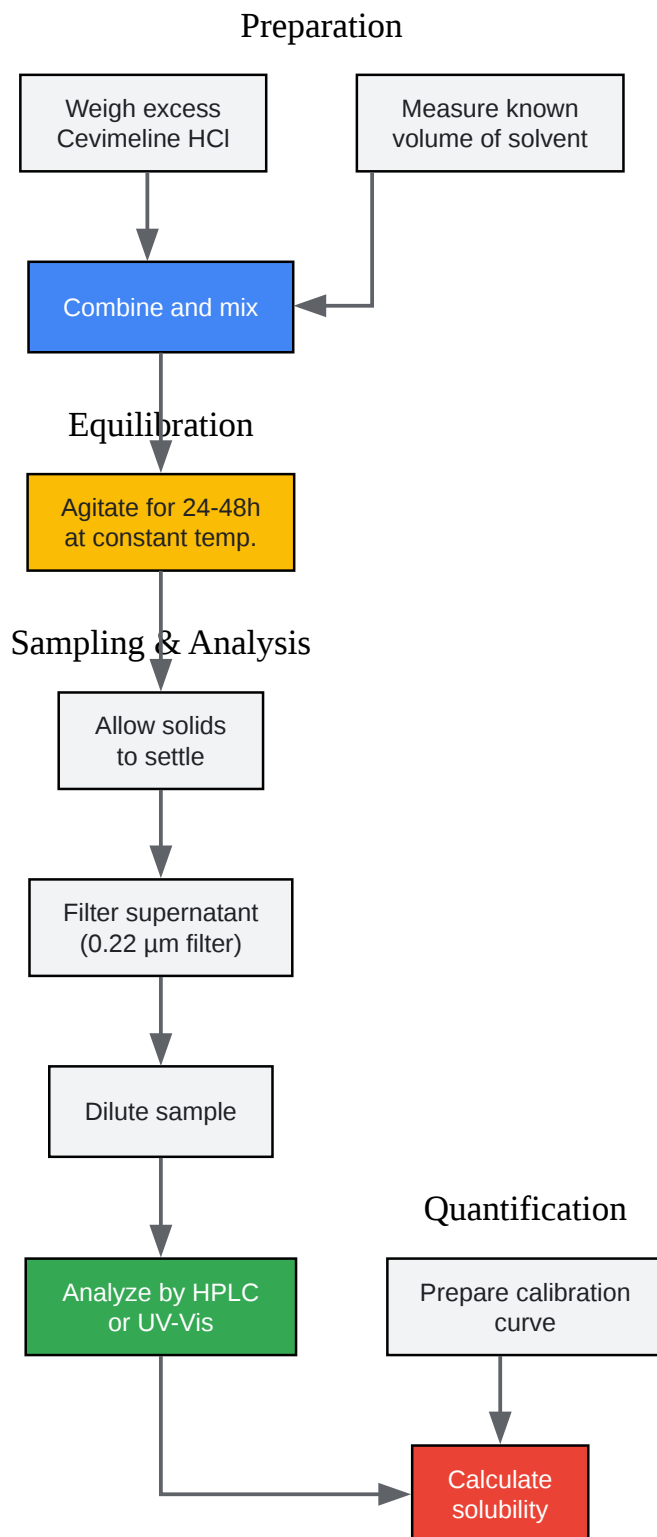 Preparation
Weigh excess
Cevimeline HCl
Measure known
volume of solvent
Combine and mix
Equilibration
Agitate for 24-48h
at constant temp.
Sampling & Analysis
Allow solids
to settle
Filter supernatant
(0.22 µm filter)
Dilute sample
Analyze by HPLC
or UV-Vis
Quantification
Prepare calibration
curve
Calculate
solubility